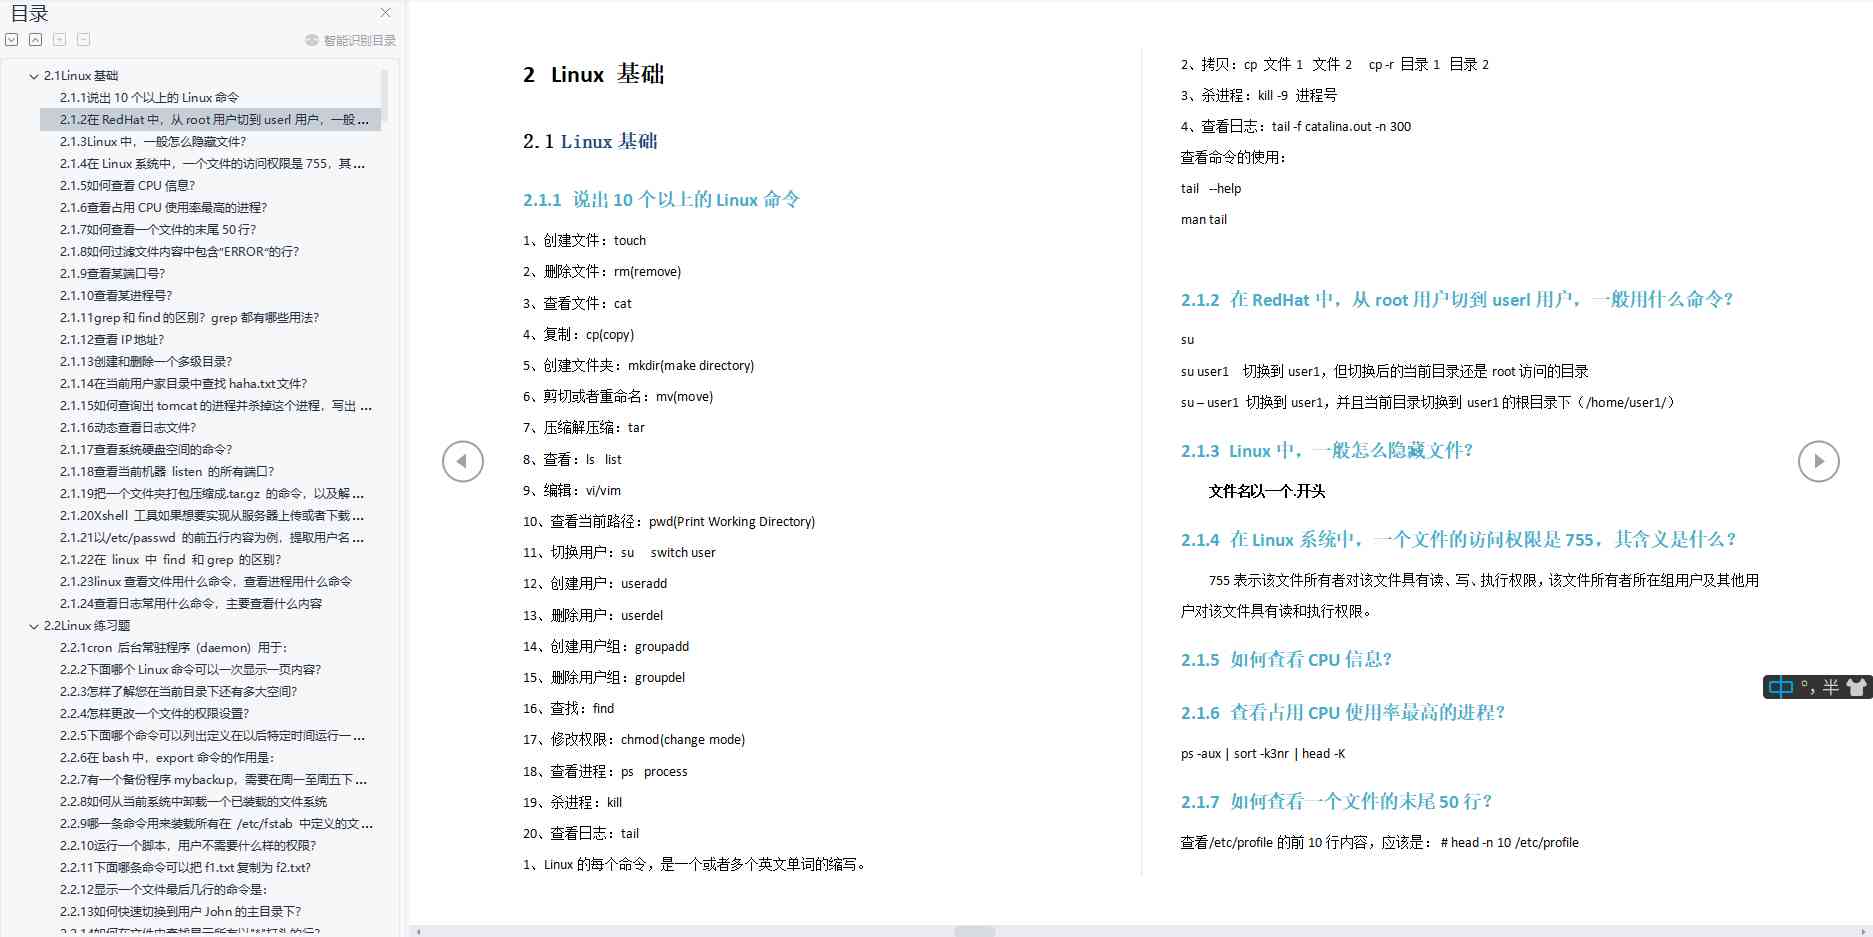 目录
智能识别目录
2.1Linux 基础
2.1.1说出 10 个以上的 Linux 命令
2.1.2在 RedHat 中，从 root 用户切到 userl 用户，一般 ...
2.1.3Linux 中，一般怎么隐藏文件？
2.1.4在 Linux 系统中，一个文件的访问权限是 755，其 ...
2.1.5如何查看 CPU 信息？
2.1.6查看占用 CPU 使用率最高的进程？
2.1.7如何查看一个文件的末尾 50 行？
2.1.8如何过滤文件内容中包含“ERROR”的行？
2.1.9查看某端口号？
2.1.10查看某进程号？
2.1.11grep 和 find 的区别？grep 都有哪些用法？
2.1.12查看 IP 地址？
2.1.13创建和删除一个多级目录？
2.1.14在当前用户家目录中查找 haha.txt 文件？
2.1.15如何查询出 tomcat 的进程并杀掉这个进程，写出 ...
2.1.16动态查看日志文件？
2.1.17查看系统硬盘空间的命令？
2.1.18查看当前机器 listen 的所有端口？
2.1.19把一个文件夹打包压缩成.tar.gz 的命令，以及解 ...
2.1.20Xshell 工具如果想要实现从服务器上传或者下载 ...
2.1.21以/etc/passwd 的前五行内容为例，提取用户名 ...
2.1.22在 linux 中 find 和 grep 的区别？
2.1.23linux 查看文件用什么命令，查看进程用什么命令
2.1.24查看日志常用什么命令，主要查看什么内容
2.2Linux 练习题
2.2.1cron 后台常驻程序 (daemon) 用于：
2.2.2下面哪个 Linux 命令可以一次显示一页内容？
2.2.3怎样了解您在当前目录下还有多大空间？
2.2.4怎样更改一个文件的权限设置？
2.2.5下面哪个命令可以列出定义在以后特定时间运行一 ...
2.2.6在 bash 中，export 命令的作用是：
2.2.7有一个备份程序 mybackup，需要在周一至周五下 ...
2.2.8如何从当前系统中卸载一个已装载的文件系统
2.2.9哪一条命令用来装载所有在 /etc/fstab 中定义的文 ...
2.2.10运行一个脚本，用户不需要什么样的权限？
2.2.11下面哪条命令可以把 f1.txt 复制为 f2.txt?
2.2.12显示一个文件最后几行的命令是：
2.2.13如何快速切换到用户 John 的主目录下？
2.2.14如何在文件中查找显示所有以"*"打头的行？
2 Linux 基础
2.1 Linux 基础
2.1.1 说出 10 个以上的 Linux 命令
1、创建文件：touch
2、删除文件：rm(remove)
3、查看文件：cat
4、复制：cp(copy)
5、创建文件夹：mkdir(make directory)
6、剪切或者重命名：mv(move)
7、压缩解压缩：tar
8、查看：ls list
9、编辑：vi/vim
10、查看当前路径：pwd(Print Working Directory)
11、切换用户：su switch user
12、创建用户：useradd
13、删除用户：userdel
14、创建用户组：groupadd
15、删除用户组：groupdel
16、查找：find
17、修改权限：chmod(change mode)
18、查看进程：ps process
19、杀进程：kill
20、查看日志：tail
1、Linux 的每个命令，是一个或者多个英文单词的缩写。
2、拷贝：cp 文件 1 文件 2 cp -r 目录 1 目录 2
3、杀进程：kill -9 进程号
4、查看日志：tail -f catalina.out -n 300
查看命令的使用：
tail --help
man tail
2.1.2 在 RedHat 中，从 root 用户切到 userl 用户，一般用什么命令？
su
su user1 切换到 user1，但切换后的当前目录还是 root 访问的目录
su – user1 切换到 user1，并且当前目录切换到 user1 的根目录下（/home/user1/）
2.1.3 Linux 中，一般怎么隐藏文件？
文件名以一个.开头
2.1.4 在 Linux 系统中，一个文件的访问权限是 755，其含义是什么？
755 表示该文件所有者对该文件具有读、写、执行权限，该文件所有者所在组用户及其他用
户对该文件具有读和执行权限。
2.1.5 如何查看 CPU 信息？
2.1.6 查看占用 CPU 使用率最高的进程？
ps -aux | sort -k3nr | head -K
2.1.7 如何查看一个文件的末尾 50 行？
查看/etc/profile 的前 10 行内容，应该是：# head -n 10 /etc/profile
中 °, 半